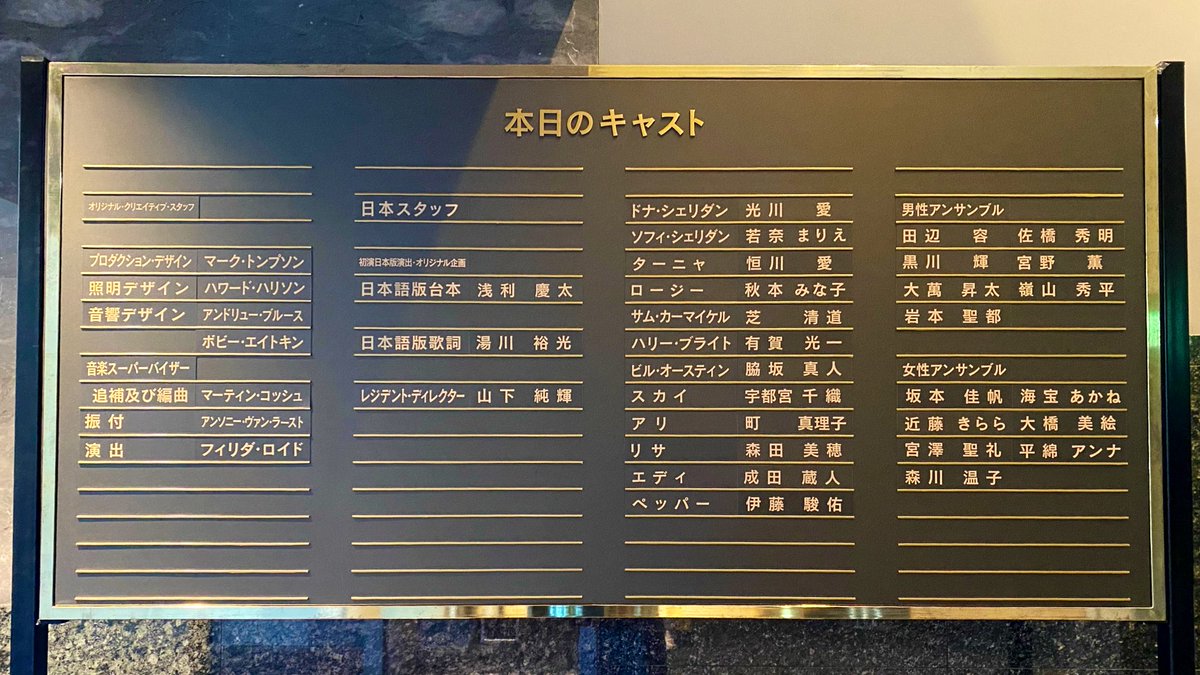 本日のキャスト
オリジナル・クリエイティブ・スタッフ
プロダクション・デザイン マーク・トンプソン
照明デザイン ハワード・ハリソン
音響デザイン アンドリュー・ブルース
ボビー・エイトキン
音楽スーパーバイザー
追補及び編曲 マーティン・コッシュ
振付 アンソニー・ヴァン・ラースト
演出 フィリダ・ロイド
日本スタッフ
初演日本版演出・オリジナル企画
日本語版台本 浅利 慶太
日本語版歌詞 湯川 裕光
レジデント・ディレクター 山下 純輝
ドナ・シェリダン 光川 愛
ソフィ・シェリダン 若奈 まりえ
ターニャ 恒川 愛
ロージー 秋本 みな子
サム・カーマイケル 芝 清道
ハリー・ブライト 有賀 光一
ビル・オースティン 脇坂 真人
スカイ 宇都宮 千織
アリ 町 真理子
リサ 森田 美穂
エディ 成田 蔵人
ペッパー 伊藤 駿佑
男性アンサンブル
田辺 容 佐橋 秀明
黒川 輝 宮野 薫
大萬 昇太 嶺山 秀平
岩本 聖都
女性アンサンブル
坂本 佳帆 海宝 あかね
近藤 きらら 大橋 美絵
宮澤 聖礼 平綿 アンナ
森川 温子